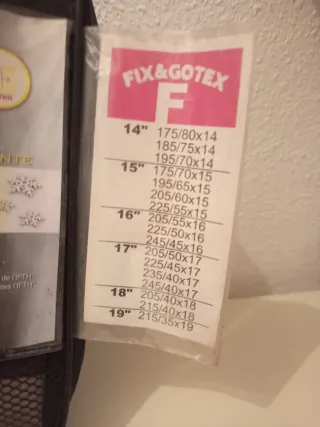 FIX&GOTEX
F
14" 175/80x14
185/75x14
195/70x14
15" 175/70x15
195/65x15
205/60x15
225/55x15
16" 205/55x16
225/50x16
245/45x16
17" 205/50x17
225/45x17
235/40x17
245/40x17
18" 205/40x18
215/40x18
19" 215/35x19
F
NTE